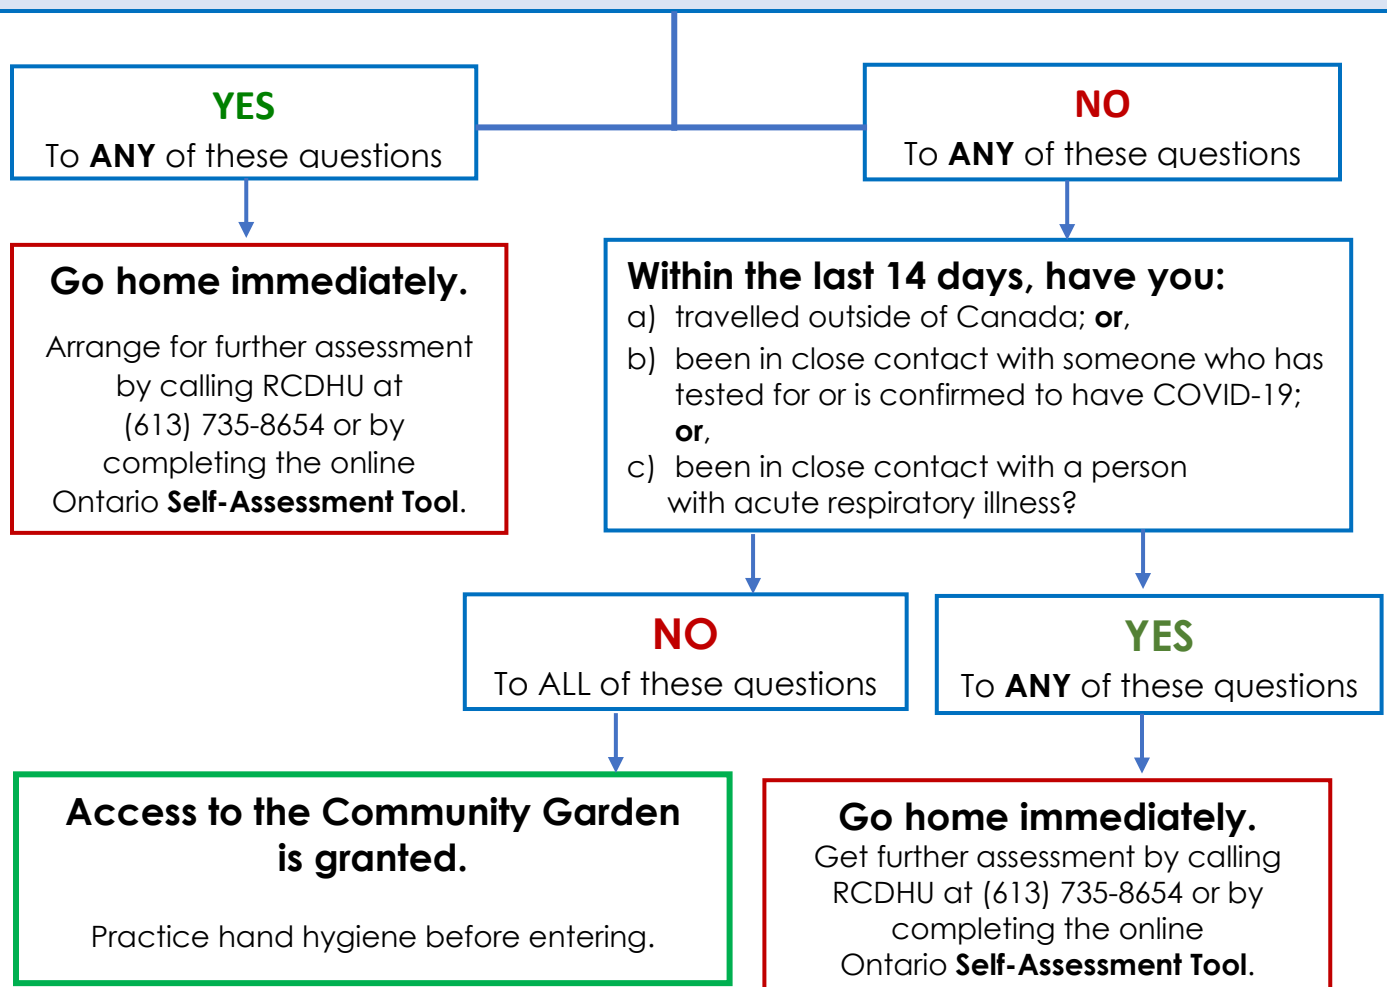 YES
To ANY of these questions
NO
To ANY of these questions
Go home immediately.
Arrange for further assessment
by calling RCDHU at
(613) 735-8654 or by
completing the online
Ontario Self-Assessment Tool.
Within the last 14 days, have you:
a) travelled outside of Canada; or,
b) been in close contact with someone who has
tested for or is confirmed to have COVID-19;
or,
c) been in close contact with a person
with acute respiratory illness?
NO
To ALL of these questions
YES
To ANY of these questions
Access to the Community Garden
is granted.
Practice hand hygiene before entering.
Go home immediately.
Get further assessment by calling
RCDHU at (613) 735-8654 or by
completing the online
Ontario Self-Assessment Tool.